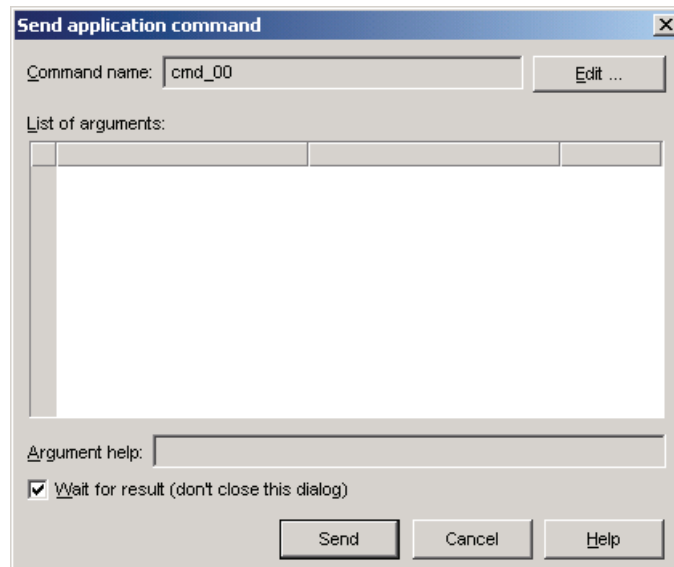 Send application command
Command name: cmd_00 Edit ...
List of arguments:
Argument help:
Wait for result (don't close this dialog)
Send Cancel Help